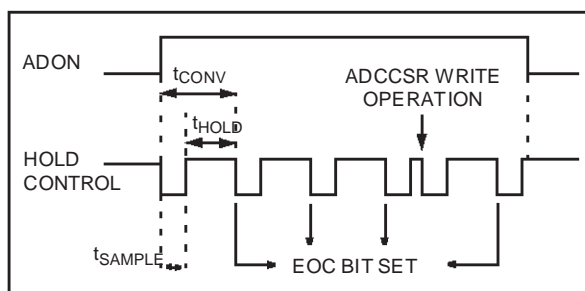 ADON
tCONV
ADCCSR WRITE
OPERATION
tHOLD
HOLD
CONTROL
tSAMPLE
EOC BIT SET